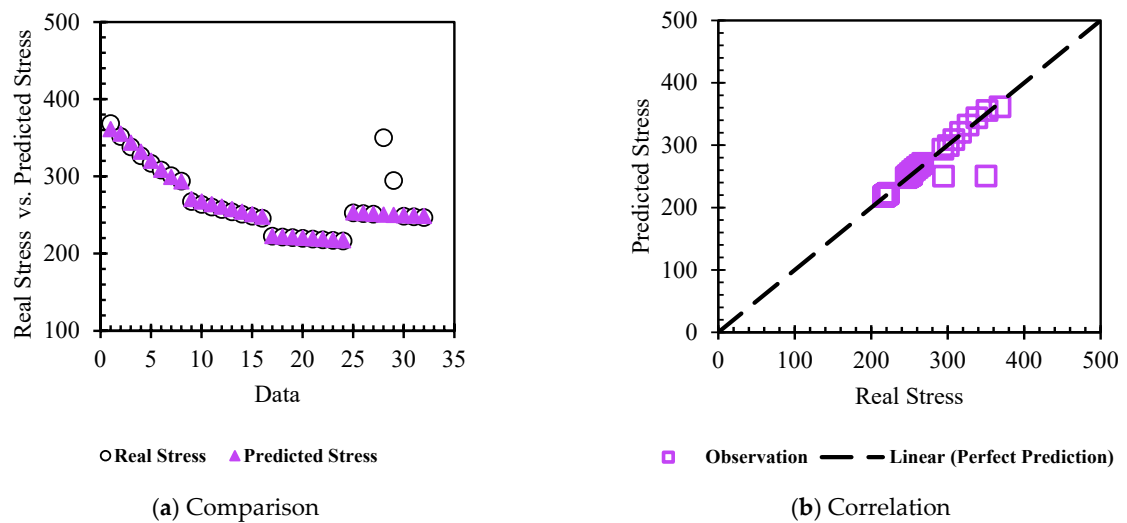 500
400
300
200
100
0 5 10 15 20 25 30 35
Real Stress vs. Predicted Stress
Data
Real Stress Predicted Stress
(a) Comparison
500
400
300
200
100
0
0 100 200 300 400 500
Predicted Stress
Real Stress
Observation Linear (Perfect Prediction)
(b) Correlation